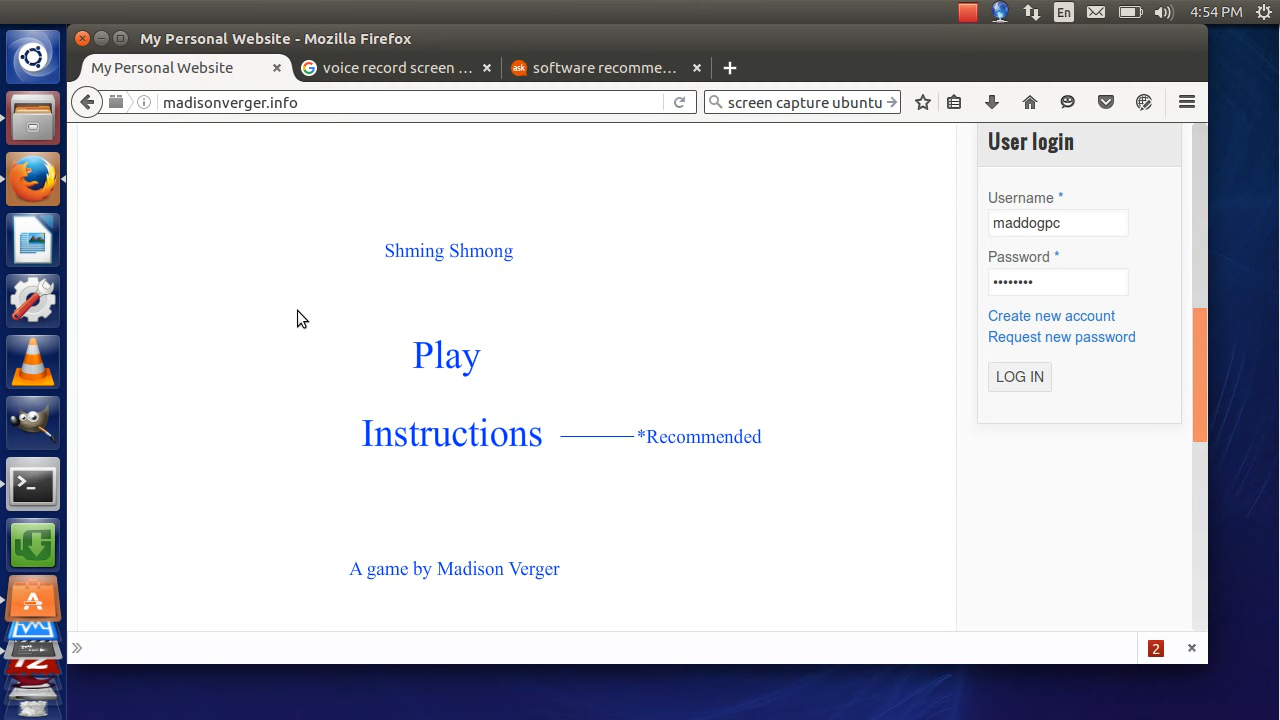 En
4:54 PM
My Personal Website - Mozilla Firefox
My Personal Website
voice record screen ...
software recomme...
madisonverger.info
screen capture ubuntu
User login
Username *
maddogpc
Password *
••••••••
Create new account
Request new password
LOG IN
Shming Shmong
Play
Instructions
*Recommended
A game by Madison Verger
2